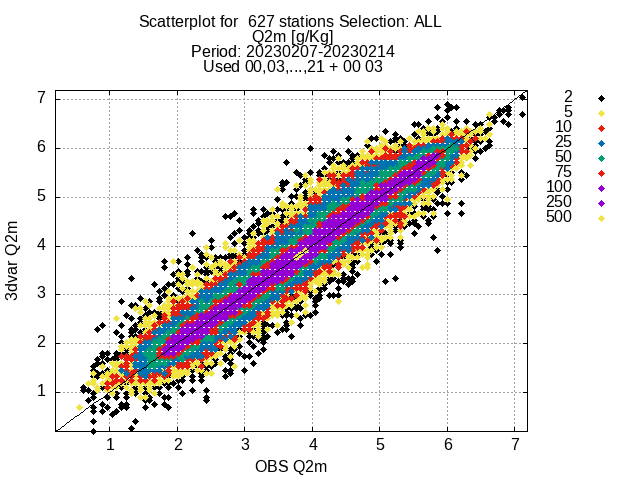 Scatterplot for  627 stations Selection: ALL
Q2m [g/Kg]
Period: 20230207-20230214
Used 00,03,...,21 + 00 03
2
5
10
25
50
75
100
250
500
7
6
5
4
3
2
1
3dvar Q2m
1 2 3 4 5 6 7
OBS Q2m